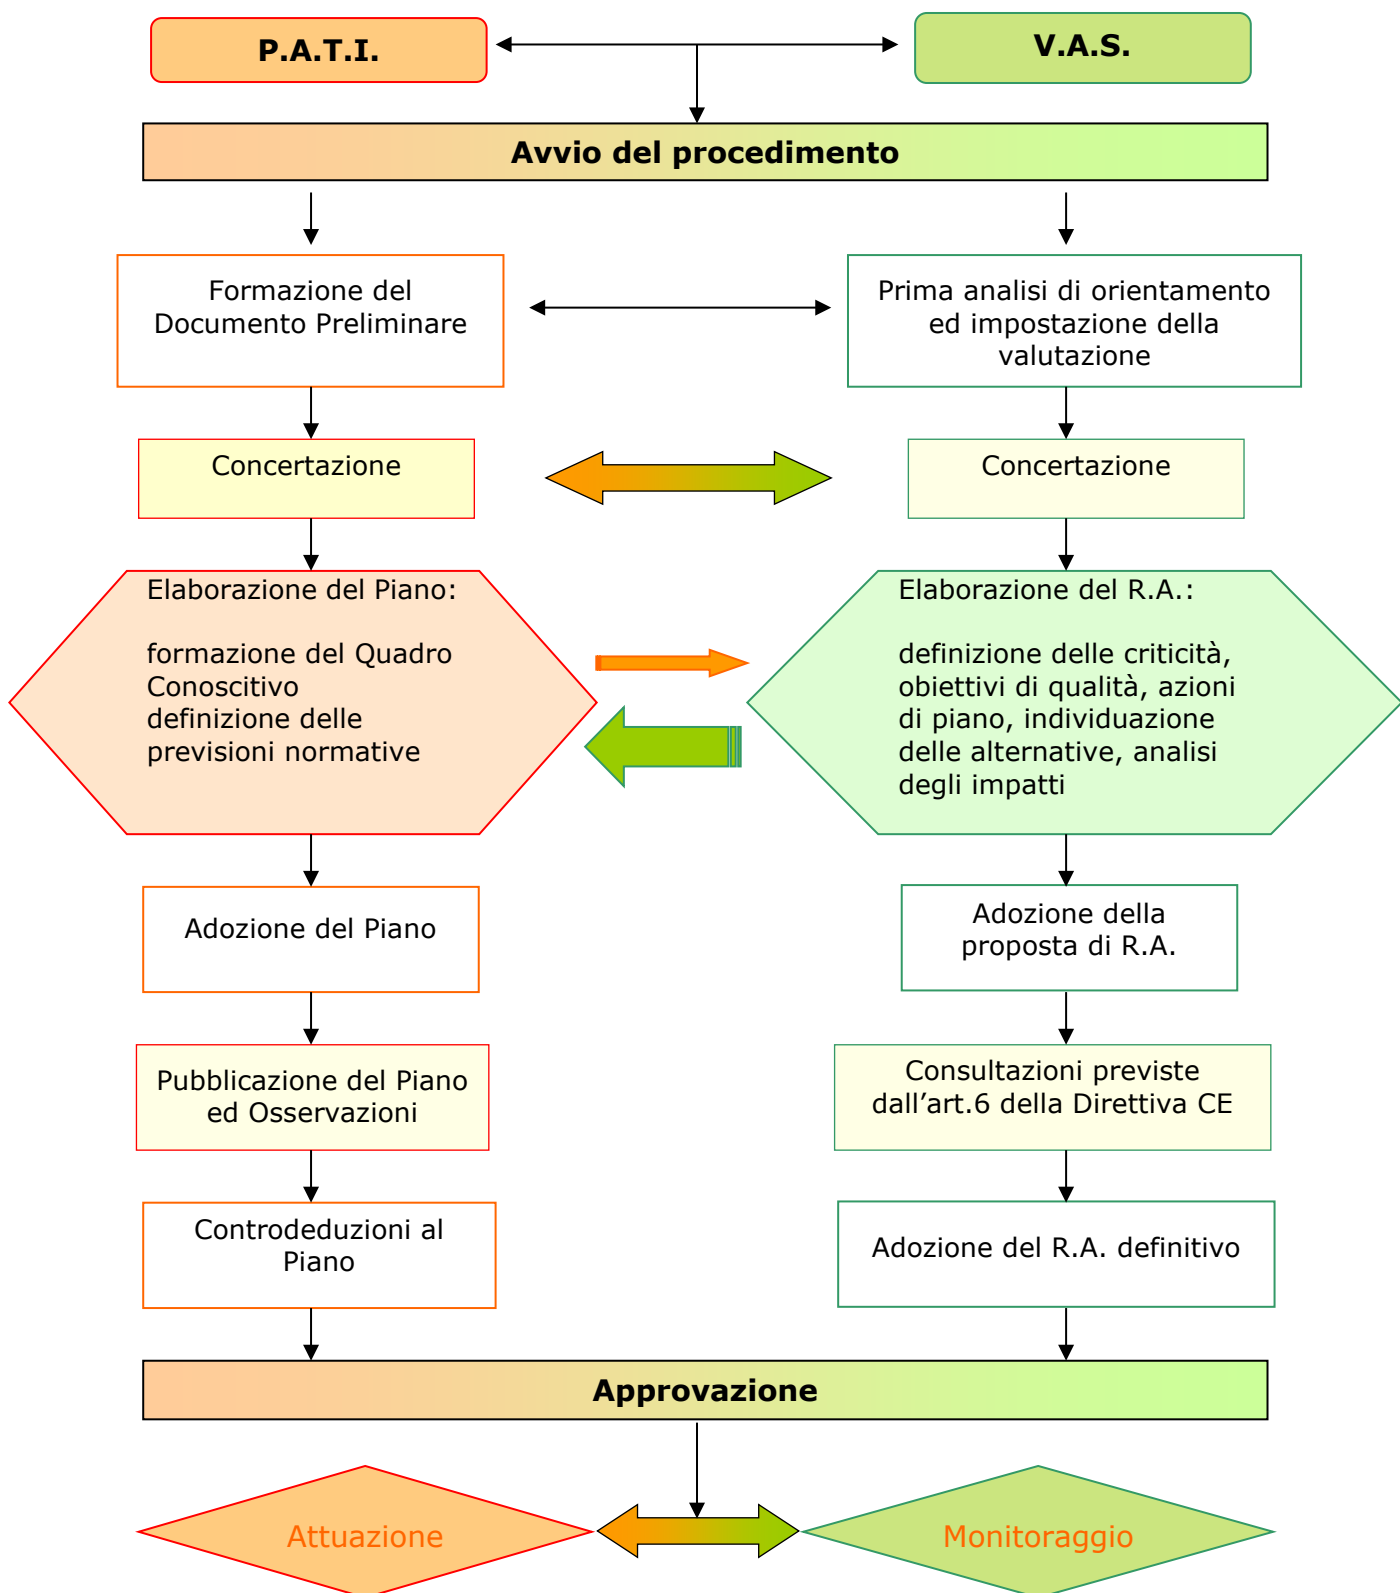 P.A.T.I.
V.A.S.
Avvio del procedimento
Formazione del
Documento Preliminare
Prima analisi di orientamento
ed impostazione della
valutazione
Concertazione
Concertazione
Elaborazione del Piano:
formazione del Quadro
Conoscitivo
definizione delle
previsioni normative
Elaborazione del R.A.:
definizione delle criticità,
obiettivi di qualità, azioni
di piano, individuazione
delle alternative, analisi
degli impatti
Adozione del Piano
Adozione della
proposta di R.A.
Pubblicazione del Piano
ed Osservazioni
Consultazioni previste
dall’art.6 della Direttiva CE
Controdeduzioni al
Piano
Adozione del R.A. definitivo
Approvazione
Attuazione
Monitoraggio